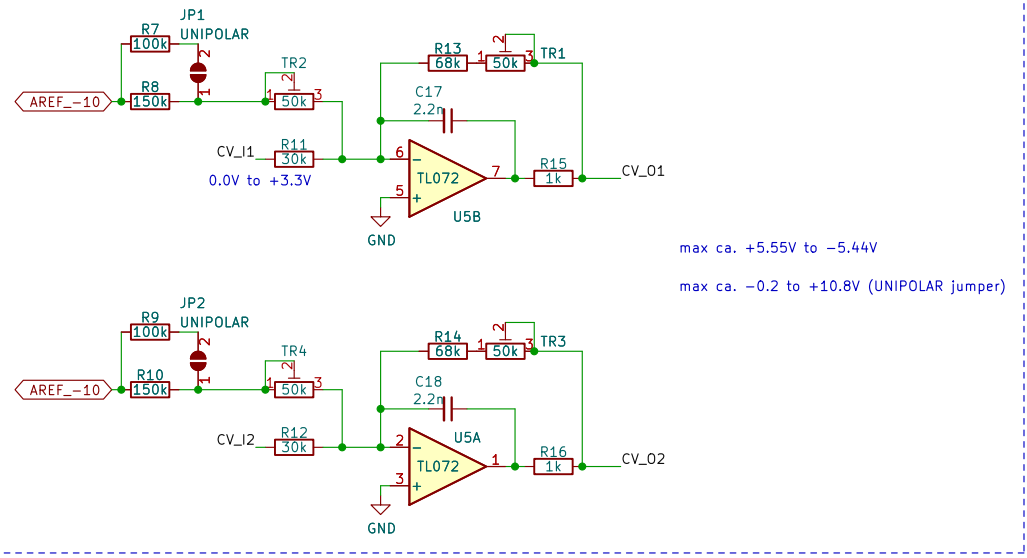 JP1
UNIPOLAR
R7
100k
2
1
R8
150k
AREF_-10
TR2
2
1
50k
3
R13
68k
1
2
50k
3
TR1
C17
2.2n
CV_I1
R11
30k
0.0V to +3.3V
6
−
TL072
7
5
+
U5B
GND
R15
1k
CV_O1
max ca. +5.55V to −5.44V
max ca. −0.2 to +10.8V (UNIPOLAR jumper)
JP2
UNIPOLAR
R9
100k
2
1
R10
150k
AREF_-10
TR4
2
1
50k
3
R14
68k
1
2
50k
3
TR3
C18
2.2n
CV_I2
R12
30k
2
−
TL072
1
3
+
U5A
GND
R16
1k
CV_O2